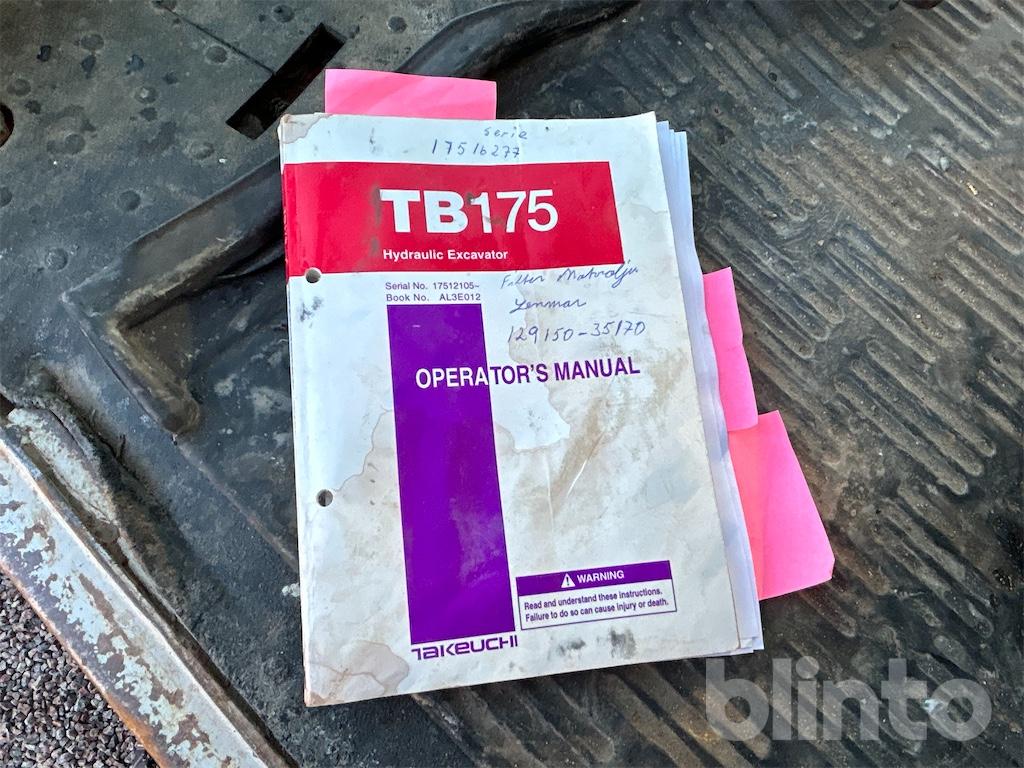 Serie
17516277
TB175
Hydraulic Excavator
Serial No. 17512105~
Book No. AL3E012
Filter
Yenmar
129150-35170
OPERATOR'S MANUAL
WARNING
Read and understand these instructions.
Failure to do so can cause injury or death.
TAKEUCHI
blinto